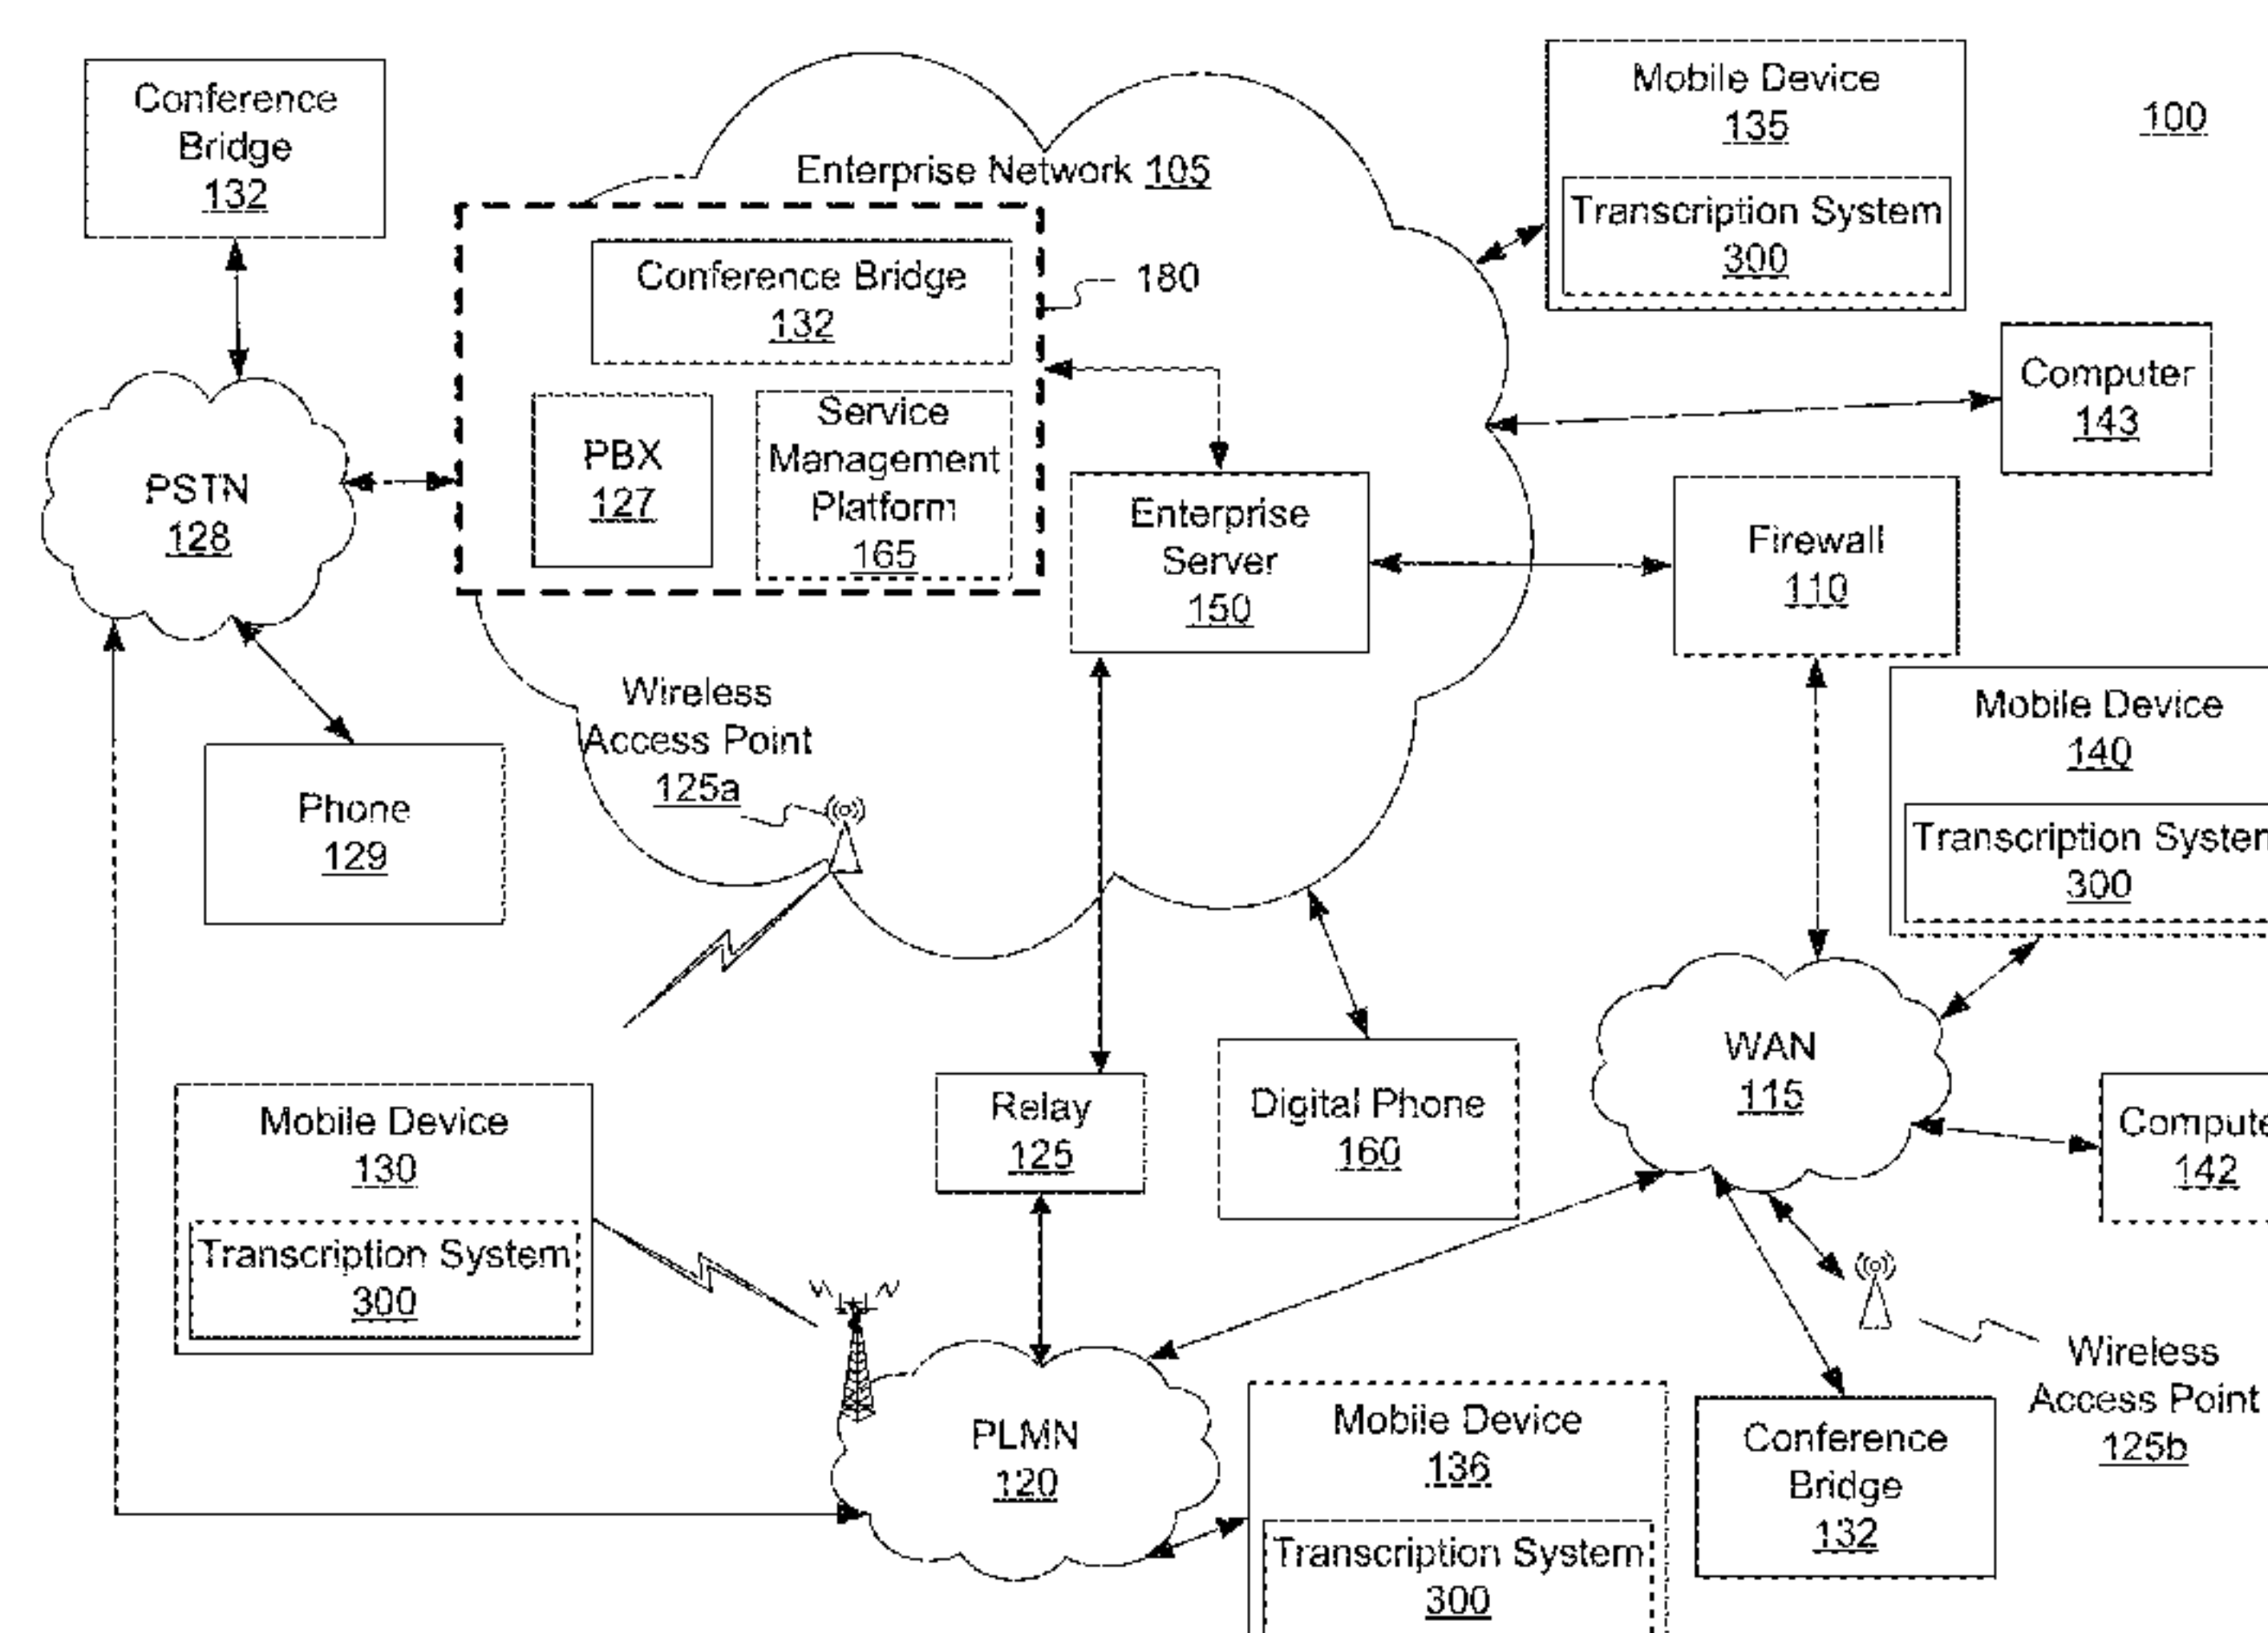 Conference
Bridge
132
Enterprise Network 105
Mobile Device
135
Transcription System
300
100
Conference Bridge
132
180
PBX
127
Service
Management
Platform
165
Computer
143
PSTN
128
Enterprise
Server
150
Firewall
110
Wireless
Access Point
125a
Mobile Device
140
Transcription System
300
Phone
129
WAN
115
Mobile Device
130
Transcription System
300
Relay
125
Digital Phone
160
Compute
142
Wireless
Access Point
125b
PLMN
120
Mobile Device
136
Transcription System
300
Conference
Bridge
132